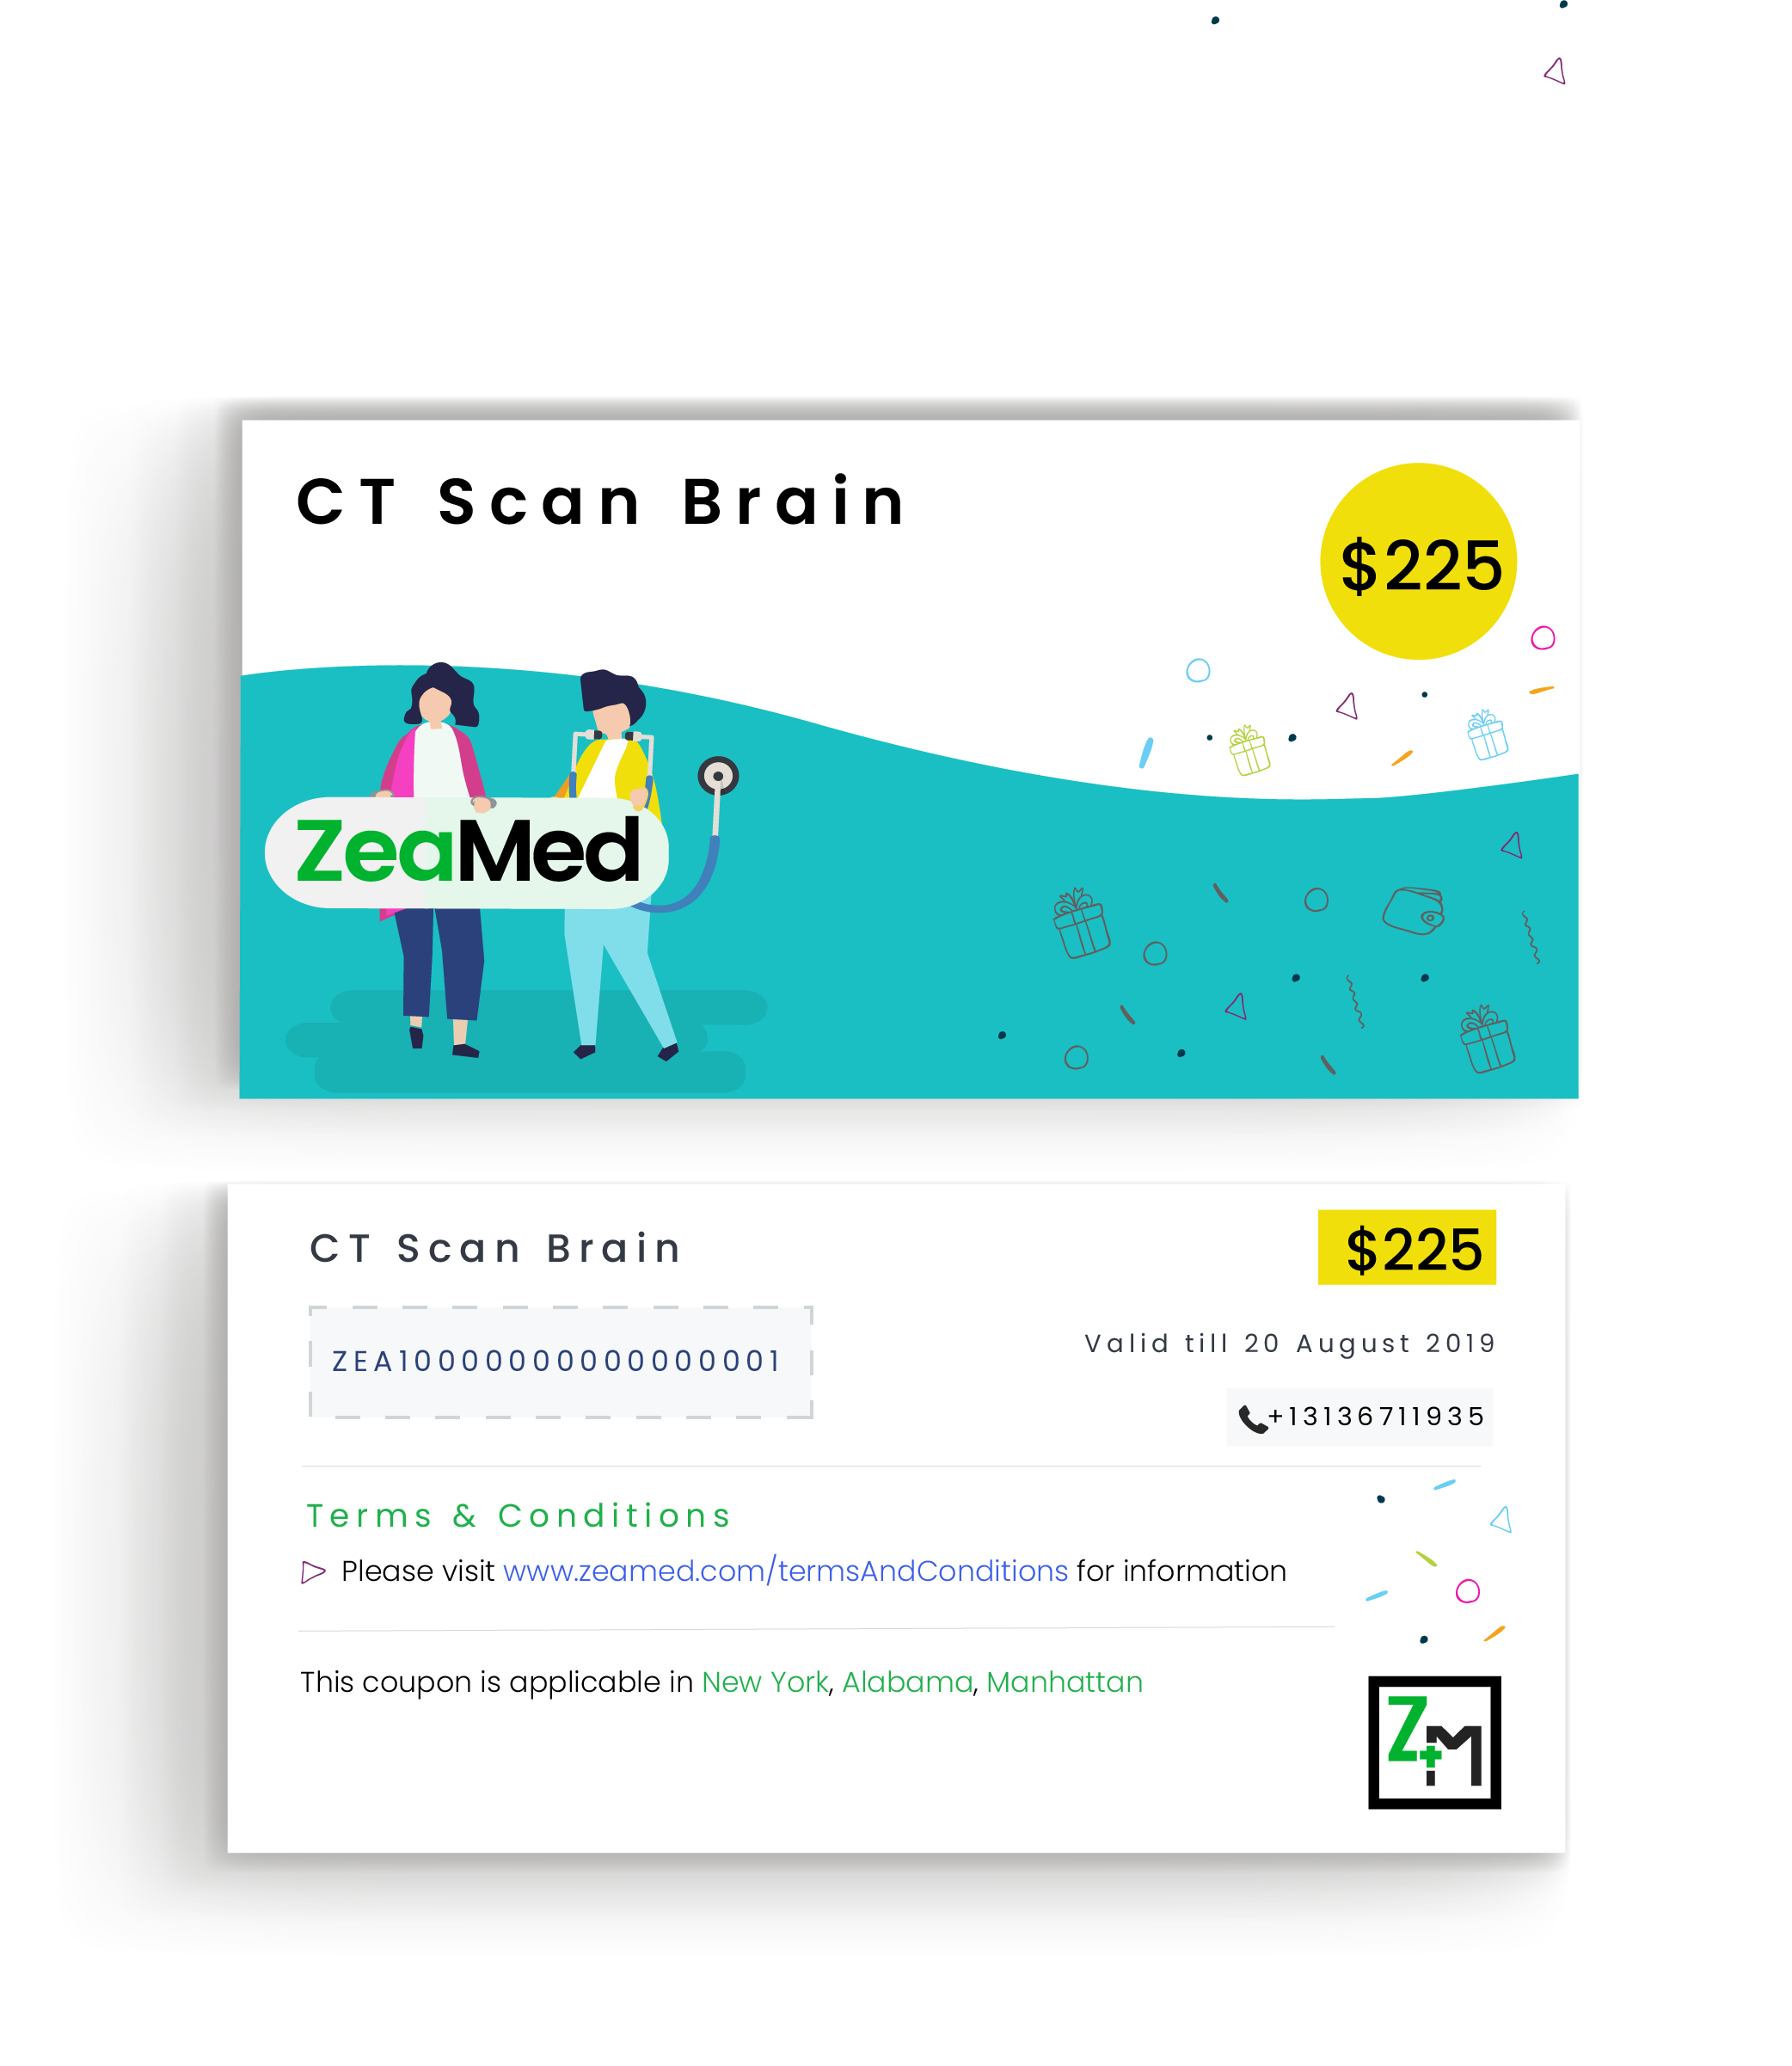 CT Scan Brain
$225
ZeaMed
CT Scan Brain
$225
ZEA10000000000000001
Valid till 20 August 2019
+13136711935
Terms & Conditions
Please visit www.zeamed.com/termsAndConditions for information
This coupon is applicable in New York, Alabama, Manhattan
Z+M